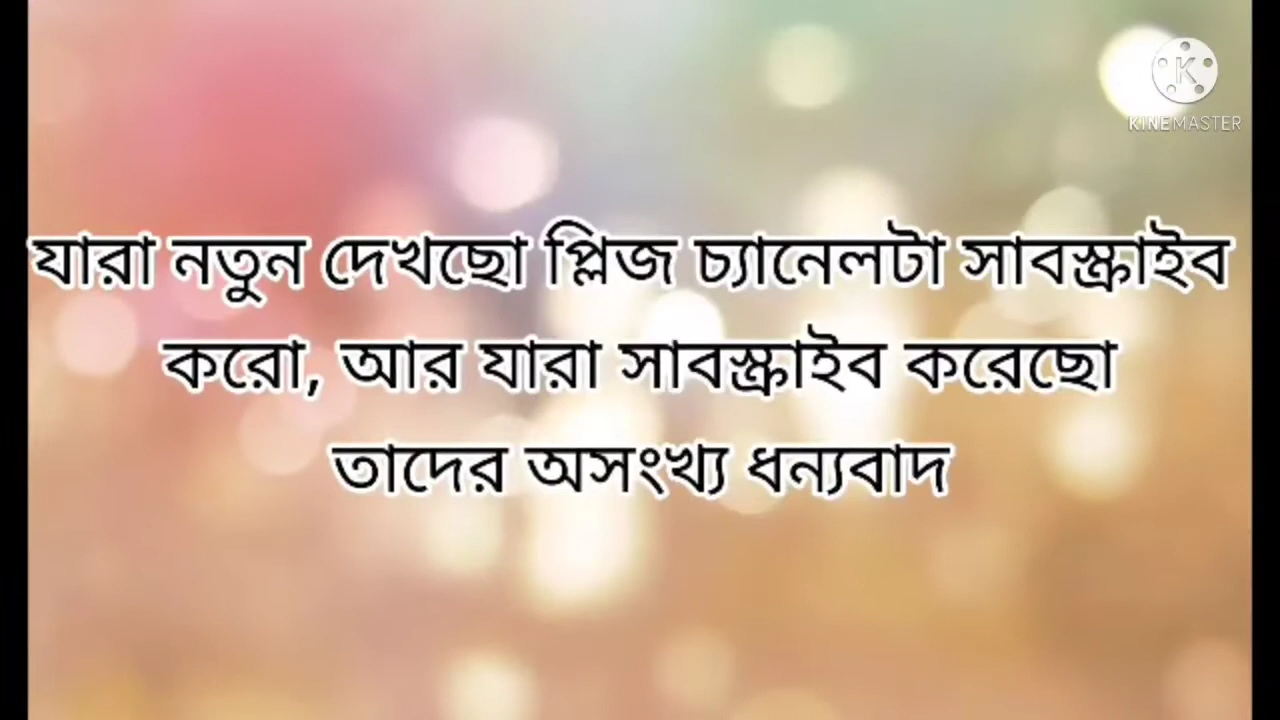 KINEMASTER
যারা নতুন দেখছো প্লিজ চ্যানেলটা সাবস্ক্রাইব
করো, আর যারা সাবস্ক্রাইব করেছো
তাদের অসংখ্য ধন্যবাদ